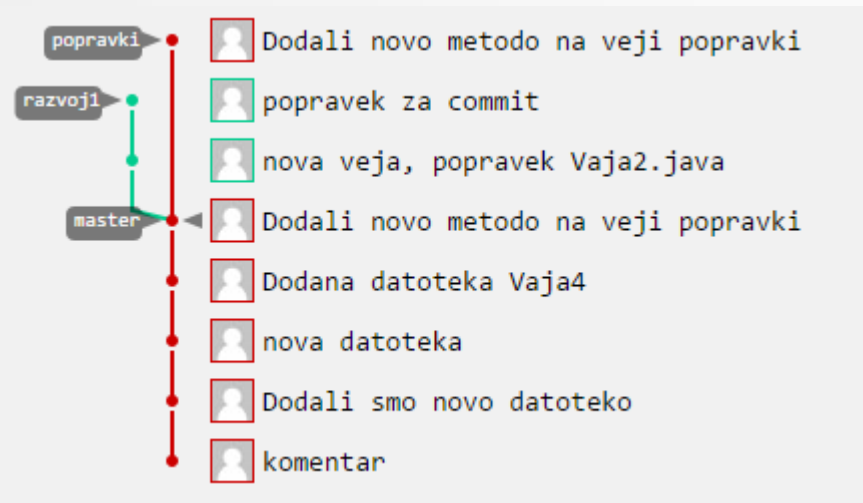 popravki Dodali novo metodo na veji popravki
razvoj1 popravek za commit
nova veja, popravek Vaja2.java
master Dodali novo metodo na veji popravki
Dodana datoteka Vaja4
nova datoteka
Dodali smo novo datoteko
komentar